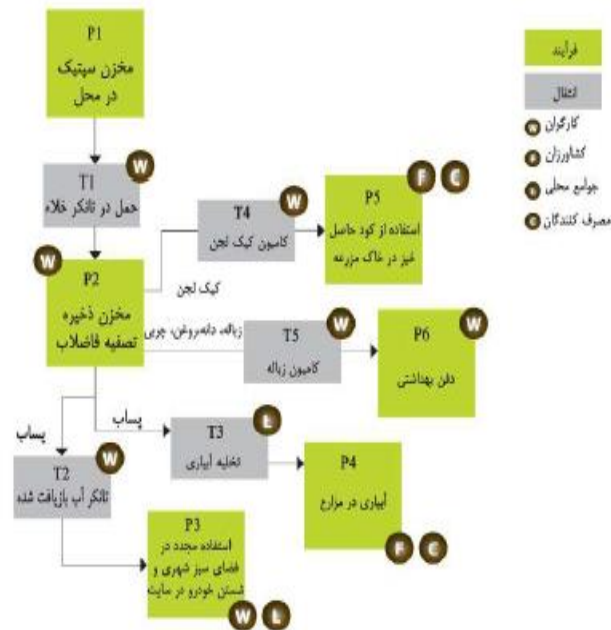 P1
مخزن سپتیک
در محل
فرآیند
انتقال
W کارگران
کشاورزان
جوامع محلی
C مصرف کنندگان
W
T1
حمل در تانکر خلاء
W
T4
کامیون کیک لجن
F C
P5
استفاده از کود حاصل
خیز در خاک مزرعه
W
P2
مخزن ذخیره
تصفیه فاضلاب
کیک لجن
زباله، دانه‌روغن، چربی
W
T5
کامیون زباله
W
P6
دفن بهداشتی
پساب
پساب
L
T3
تخلیه آبیاری
W
T2
تانکر آب بازیافت شده
P4
آبیاری در مزارع
F C
P3
استفاده مجدد در
فضای سبز شهری و
شستن خودرو در سایت
W L